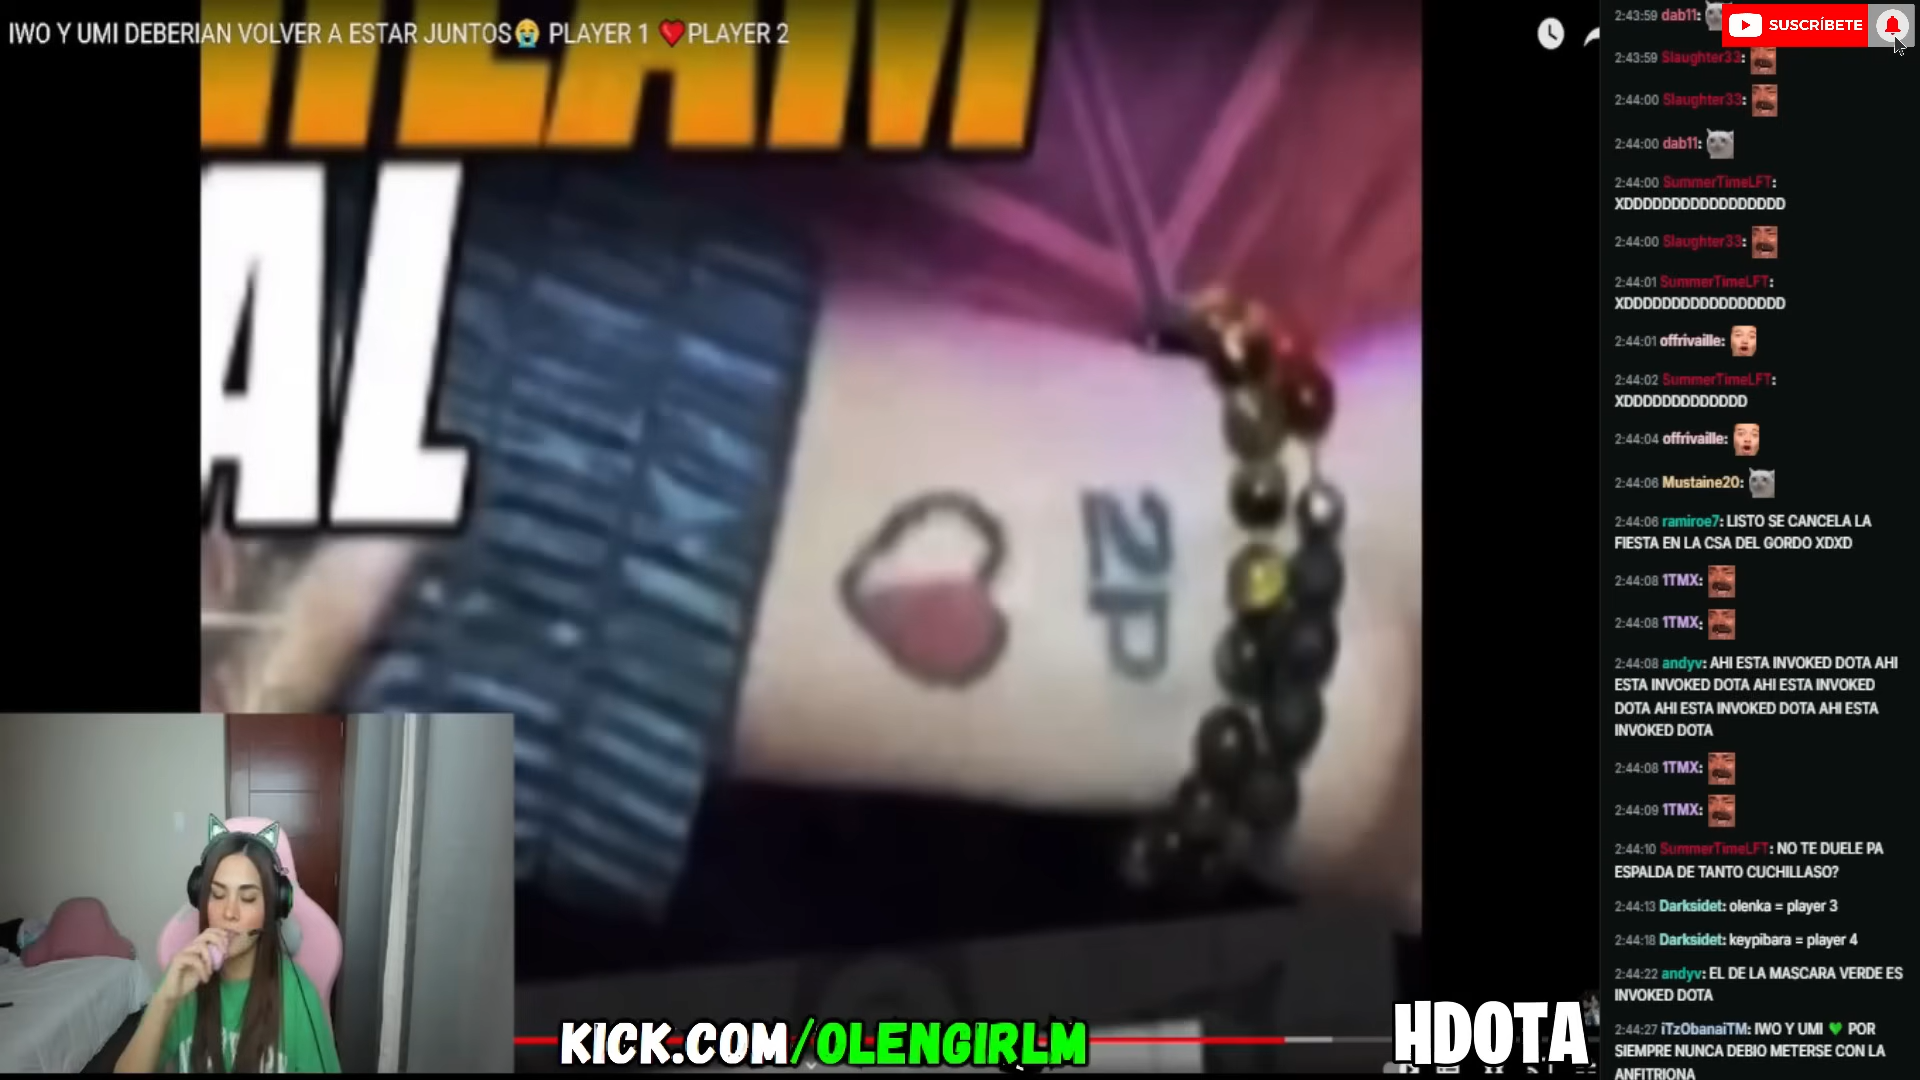 IWO Y UMI DEBERIAN VOLVER A ESTAR JUNTOS😭 PLAYER 1 ❤️PLAYER 2
AL
2P
KICK.COM/OLENGIRLM
HDOTA
SUSCRÍBETE
2:43:59 dab11:
2:43:59 Slaughter33:
2:44:00 Slaughter33:
2:44:00 dab11:
2:44:00 SummerTimeLFT:
XDDDDDDDDDDDDDDDDD
2:44:00 Slaughter33:
2:44:01 SummerTimeLFT:
XDDDDDDDDDDDDDDDDD
2:44:01 offrivaille:
2:44:02 SummerTimeLFT:
XDDDDDDDDDDDDD
2:44:04 offrivaille:
2:44:06 Mustaine20:
2:44:06 ramiroe7: LISTO SE CANCELA LA
FIESTA EN LA CSA DEL GORDO XDXD
2:44:08 1TMX:
2:44:08 1TMX:
2:44:08 andyv: AHI ESTA INVOKED DOTA AHI
ESTA INVOKED DOTA AHI ESTA INVOKED
DOTA AHI ESTA INVOKED DOTA AHI ESTA
INVOKED DOTA
2:44:08 1TMX:
2:44:09 1TMX:
2:44:10 SummerTimeLFT: NO TE DUELE PA
ESPALDA DE TANTO CUCHILLASO?
2:44:13 Darksidet: olenka = player 3
2:44:18 Darksidet: keypibara = player 4
2:44:22 andyv: EL DE LA MASCARA VERDE ES
INVOKED DOTA
2:44:27 iTzObanaiTM: IWO Y UMI 💚 POR
SIEMPRE NUNCA DEBIO METERSE CON LA
ANFITRIONA